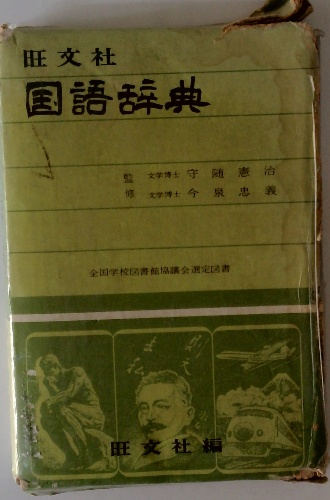 旺文社
国語辞典
監 文学博士 守随憲治
修 文学博士 今泉忠義
全国学校図書館協議会選定図書
旺文社編